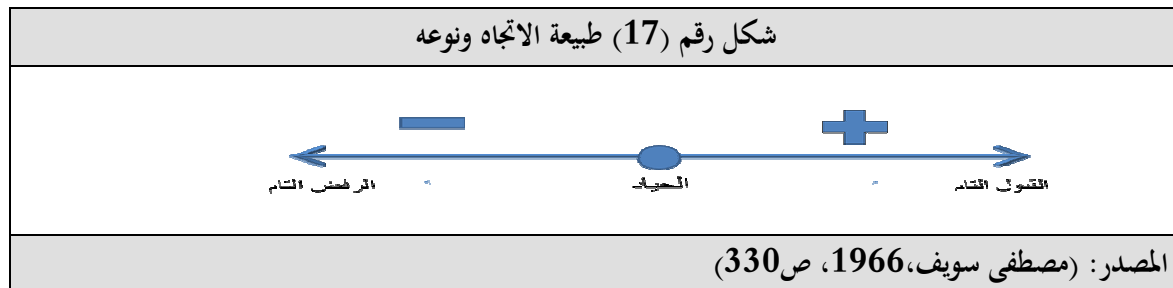 شكل رقم (17) طبيعة الاتجاه ونوعه
القبول التام
الحياد
الرفض التام
المصدر: (مصطفى سويف،1966، ص330)